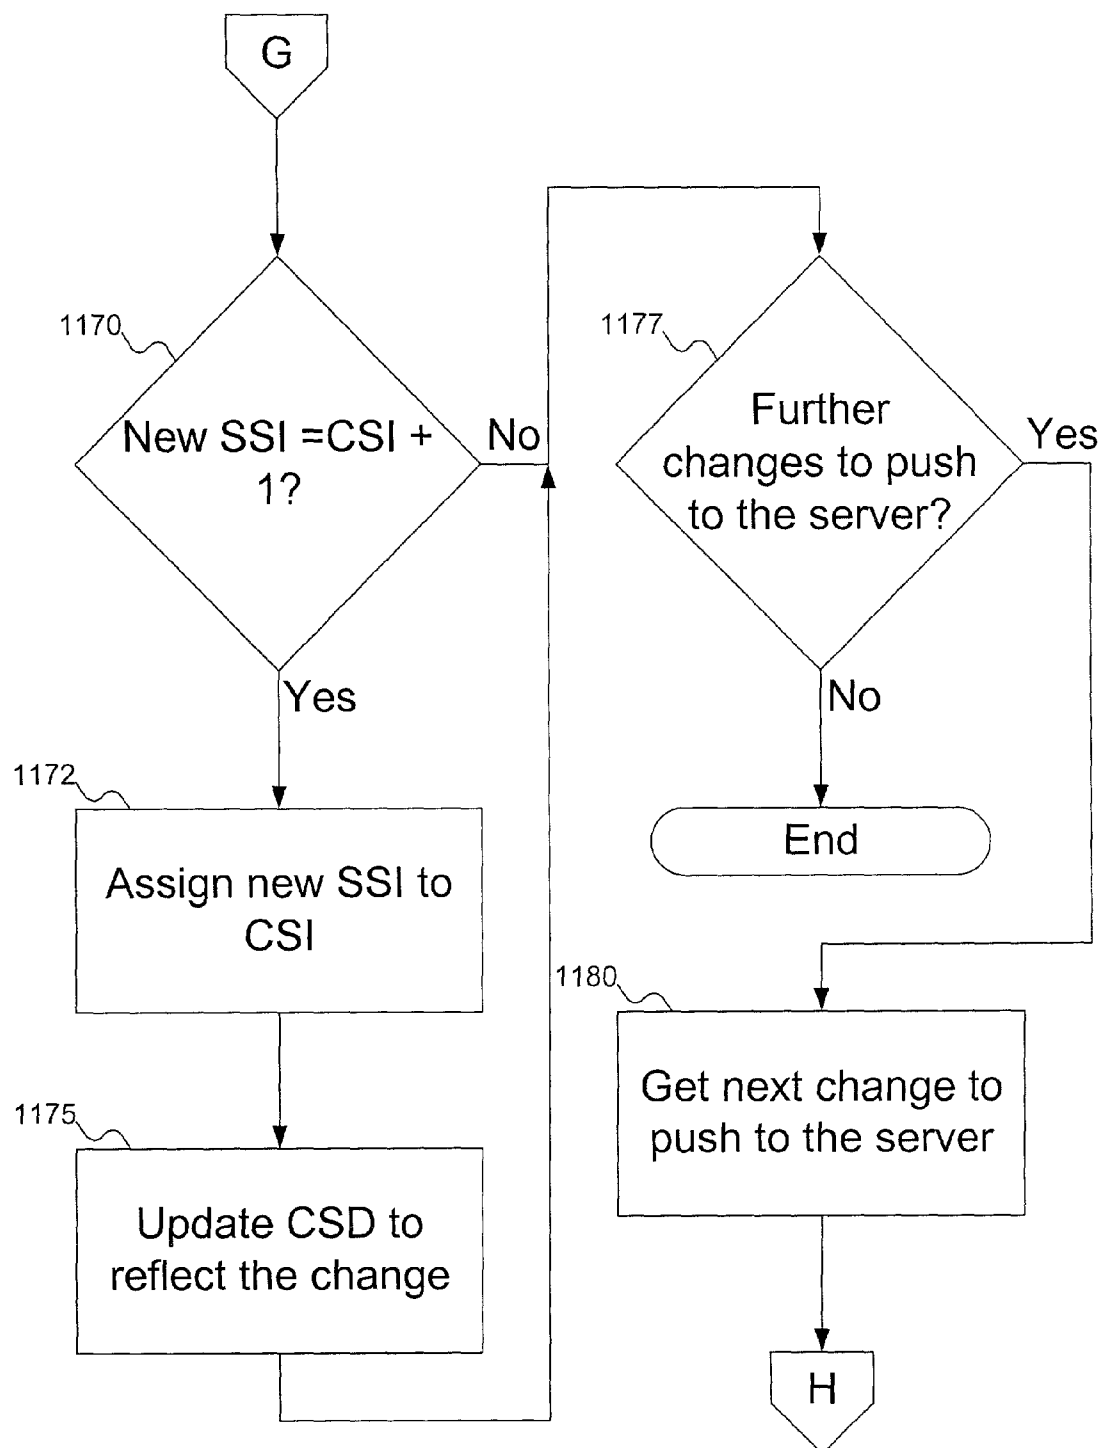 G
1170
New SSI =CSI +
1?
No
Yes
1172
Assign new SSI to
CSI
1175
Update CSD to
reflect the change
1177
Further
changes to push
to the server?
Yes
No
End
1180
Get next change to
push to the server
H